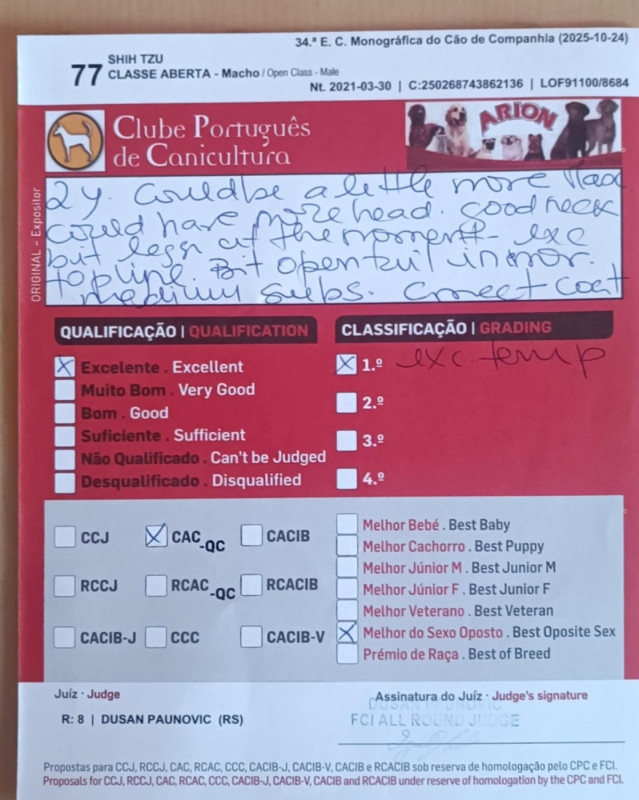 34.ª E. C. Monográfica do Cão de Companhia (2025-10-24)
77
SHIH TZU
CLASSE ABERTA - Macho / Open Class - Male
Nt. 2021-03-30 | C:250268743862136 | LOF91100/8684
Clube Português
de Canicultura
ARION
ORIGINAL - Expositor
2y. Could be a little more
Could have more head. Good neck
but less at the moment - exc
topline. Bit open tail in mor.
medium subs. Correct coat
QUALIFICAÇÃO | QUALIFICATION
Excelente . Excellent
Muito Bom . Very Good
Bom . Good
Suficiente . Sufficient
Não Qualificado . Can't be Judged
Desqualificado . Disqualified
CLASSIFICAÇÃO | GRADING
1.º exc. temp
2.º
3.º
4.º
CCJ CAC-QC CACIB
RCCJ RCAC-QC RCACIB
CACIB-J CCC CACIB-V
Melhor Bebé . Best Baby
Melhor Cachorro . Best Puppy
Melhor Júnior M . Best Junior M
Melhor Júnior F . Best Junior F
Melhor Veterano . Best Veteran
Melhor do Sexo Oposto . Best Oposite Sex
Prémio de Raça . Best of Breed
Juíz · Judge
R: 8 | DUSAN PAUNOVIC (RS)
Assinatura do Juíz · Judge's signature
DUSAN PAUNOVIC
FCI ALL ROUND JUDGE
Propostas para CCJ, RCCJ, CAC, RCAC, CCC, CACIB-J, CACIB-V, CACIB e RCACIB sob reserva de homologação pelo CPC e FCI.
Proposals for CCJ, RCCJ, CAC, RCAC, CCC, CACIB-J, CACIB-V, CACIB and RCACIB under reserve of homologation by the CPC and FCI.